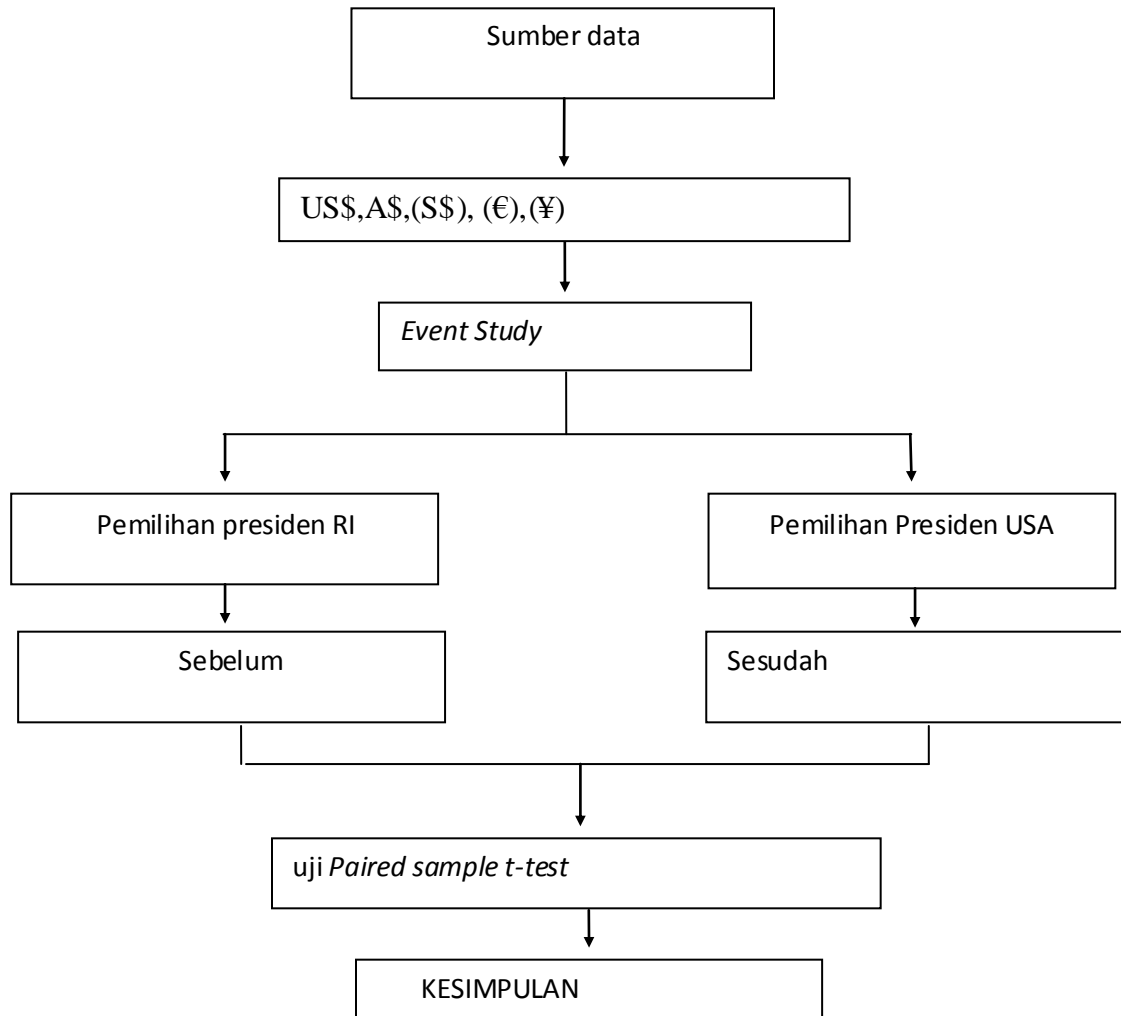 Sumber data
US$,A$,(S$), (€),(¥)
Event Study
Pemilihan presiden RI
Pemilihan Presiden USA
Sebelum
Sesudah
uji Paired sample t-test
KESIMPULAN